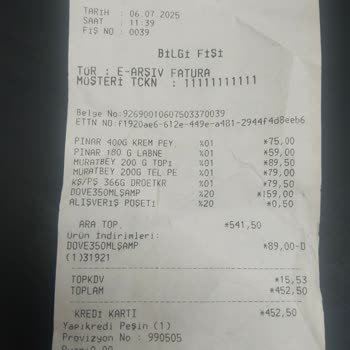 TARİH : 06.07.2025
SAAT : 11:39
FİŞ NO : 0039
BİLGİ FİŞİ
TÜR : E-ARŞİV FATURA
MÜŞTERİ TCKN : 11111111111
Belge No:92690010607503370039
ETTN NO:f1920ae6-612e-449e-a481-2944f4d8eeb6
PINAR 400G KREM PEY %01 *75,00
PINAR 180 G LABNE %01 *59,00
MURATBEY 200 G TOPİ %01 *89,50
MURATBEY 200G TEL PE %01 *79,00
KŞ/PŞ 366G DROETKR %01 *79,50
DOVE350MLŞAMP %20 *159,00
ALIŞVERİŞ POŞETİ %20 *0,50
ARA TOP. *541,50
Ürün İndirimleri:
DOVE350MLŞAMP *89,00-D
(1)31921
TOPKDV *15,53
TOPLAM *452,50
KREDİ KARTI *452,50
Yapıkredi Peşin (1)
Provizyon No : 990505